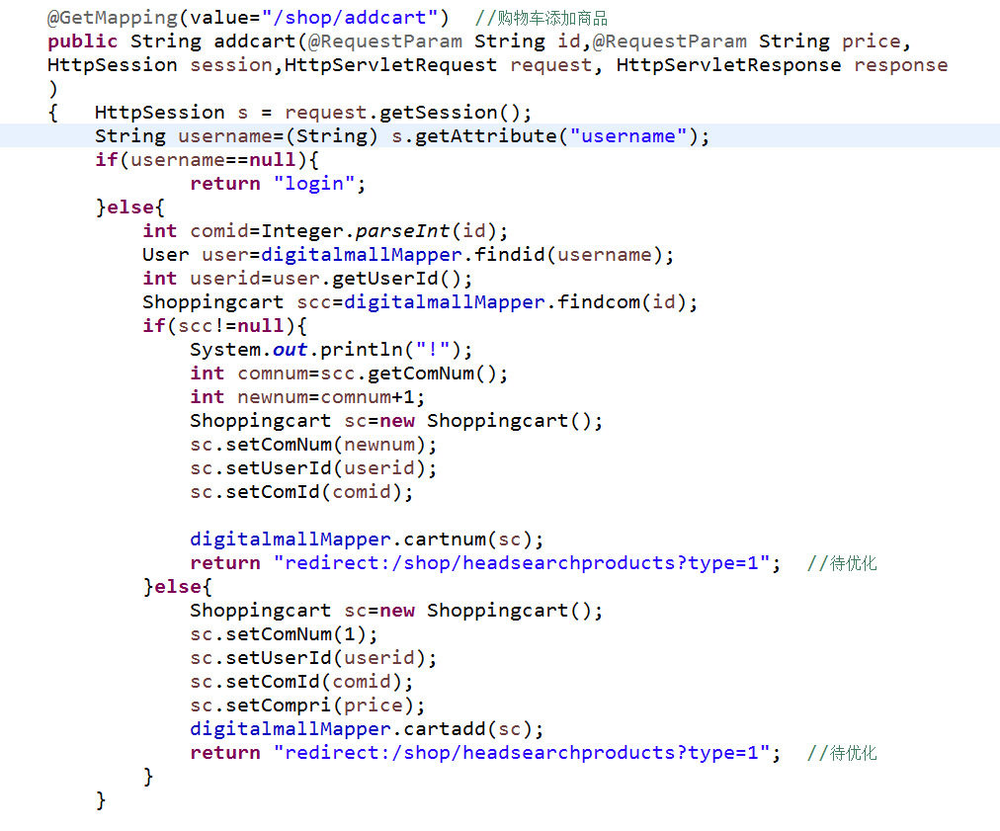 @GetMapping(value="/shop/addcart")  //购物车添加商品
public String addcart(@RequestParam String id,@RequestParam String price,
HttpSession session,HttpServletRequest request, HttpServletResponse response
)
{   HttpSession s = request.getSession();
    String username=(String) s.getAttribute("username");
    if(username==null){
            return "login";
    }else{
        int comid=Integer.parseInt(id);
        User user=digitalmallMapper.findid(username);
        int userid=user.getUserId();
        Shoppingcart scc=digitalmallMapper.findcom(id);
        if(scc!=null){
            System.out.println("!");
            int comnum=scc.getComNum();
            int newnum=comnum+1;
            Shoppingcart sc=new Shoppingcart();
            sc.setComNum(newnum);
            sc.setUserId(userid);
            sc.setComId(comid);

            digitalmallMapper.cartnum(sc);
            return "redirect:/shop/headsearchproducts?type=1";  //待优化
        }else{
            Shoppingcart sc=new Shoppingcart();
            sc.setComNum(1);
            sc.setUserId(userid);
            sc.setComId(comid);
            sc.setCompri(price);
            digitalmallMapper.cartadd(sc);
            return "redirect:/shop/headsearchproducts?type=1";  //待优化
        }
    }